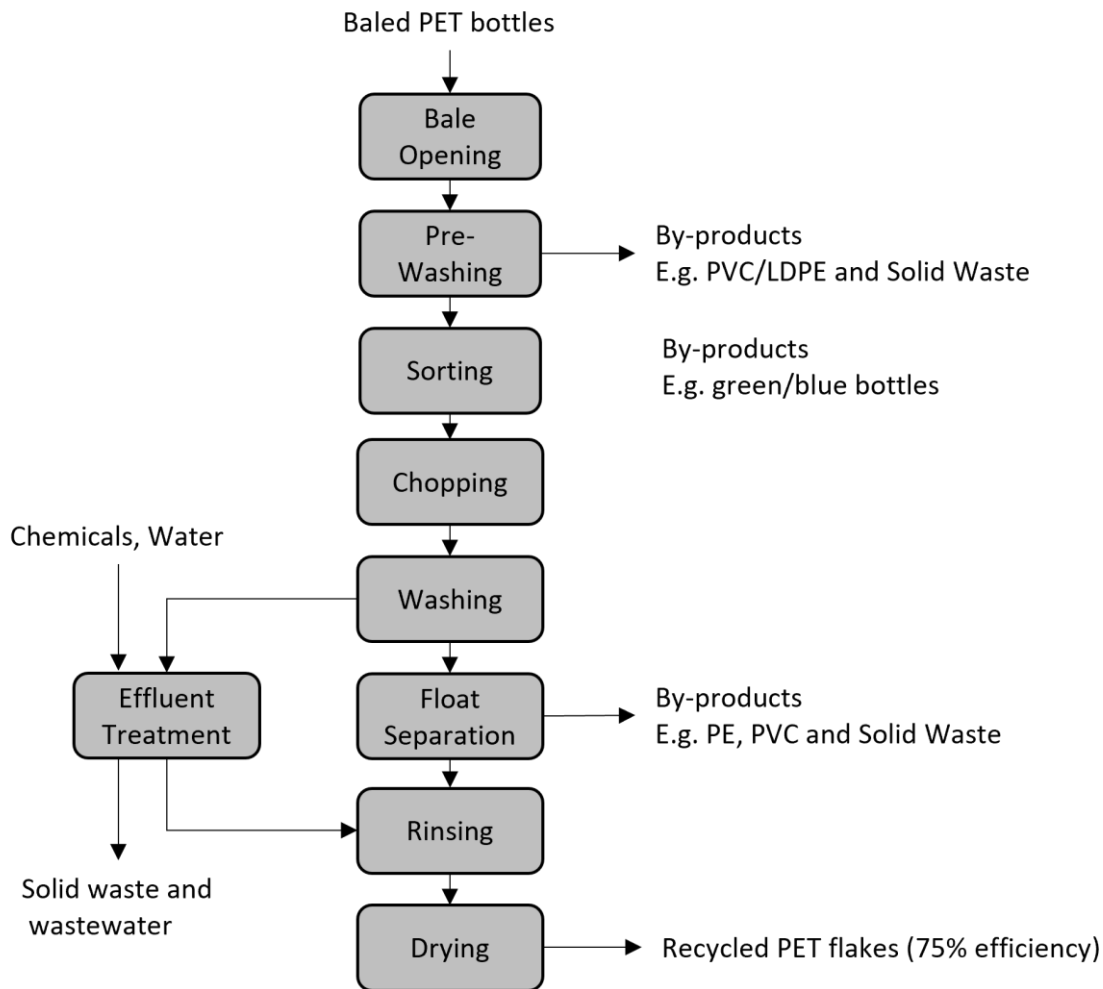 Baled PET bottles
Bale
Opening
Pre-
Washing
By-products
E.g. PVC/LDPE and Solid Waste
Sorting
By-products
E.g. green/blue bottles
Chopping
Chemicals, Water
Washing
Effluent
Treatment
Float
Separation
By-products
E.g. PE, PVC and Solid Waste
Rinsing
Solid waste and
wastewater
Drying
Recycled PET flakes (75% efficiency)